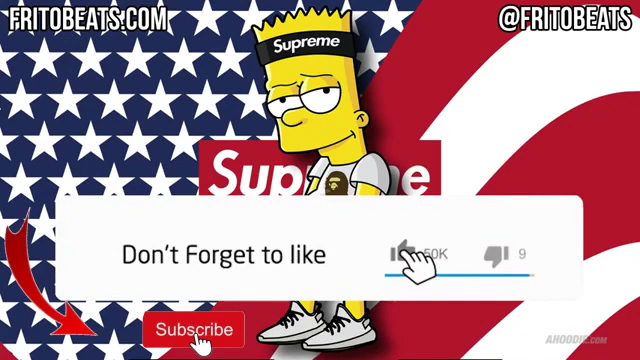 FRITOBEATS.COM
@FRITOBEATS
Supreme
Supreme
Don't Forget to like
50K
9
Subscribe
AHOODIE.COM